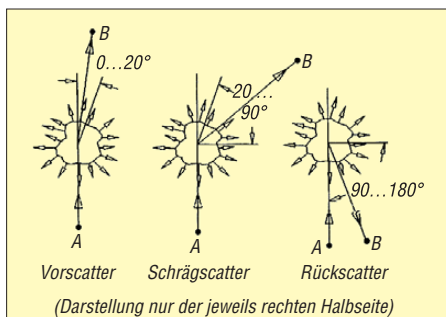 B
0...20°
A
Vorscatter
B
20...
90°
A
Schrägscatter
90...180°
A
B
Rückscatter
(Darstellung nur der jeweils rechten Halbseite)